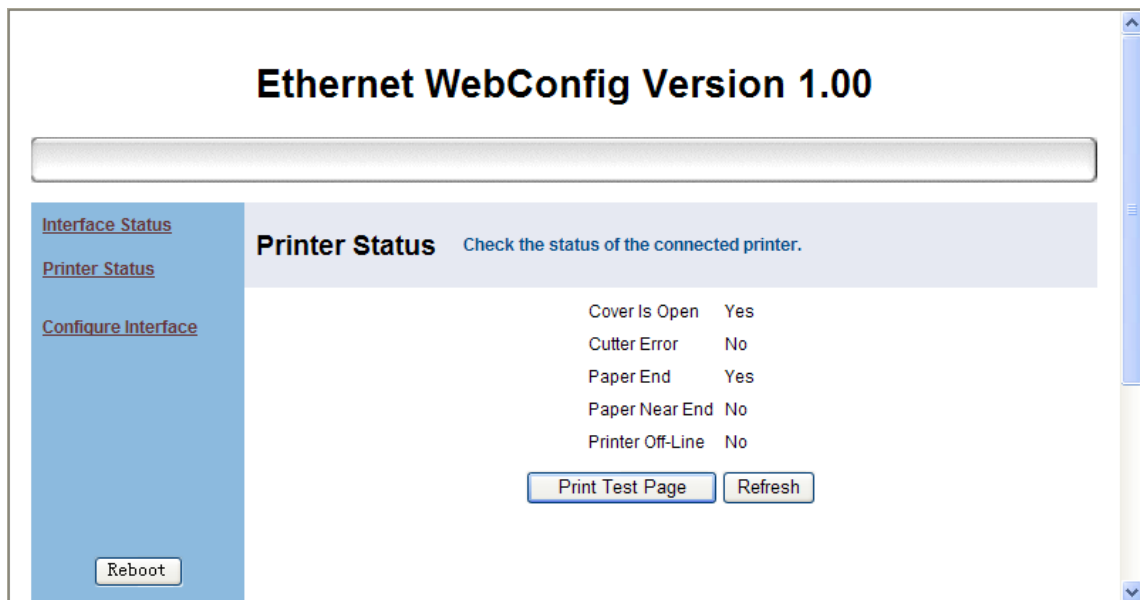 Ethernet WebConfig Version 1.00
Interface Status
Printer Status
Configure Interface
Reboot
Printer Status Check the status of the connected printer.
Cover Is Open Yes
Cutter Error No
Paper End Yes
Paper Near End No
Printer Off-Line No
Print Test Page Refresh